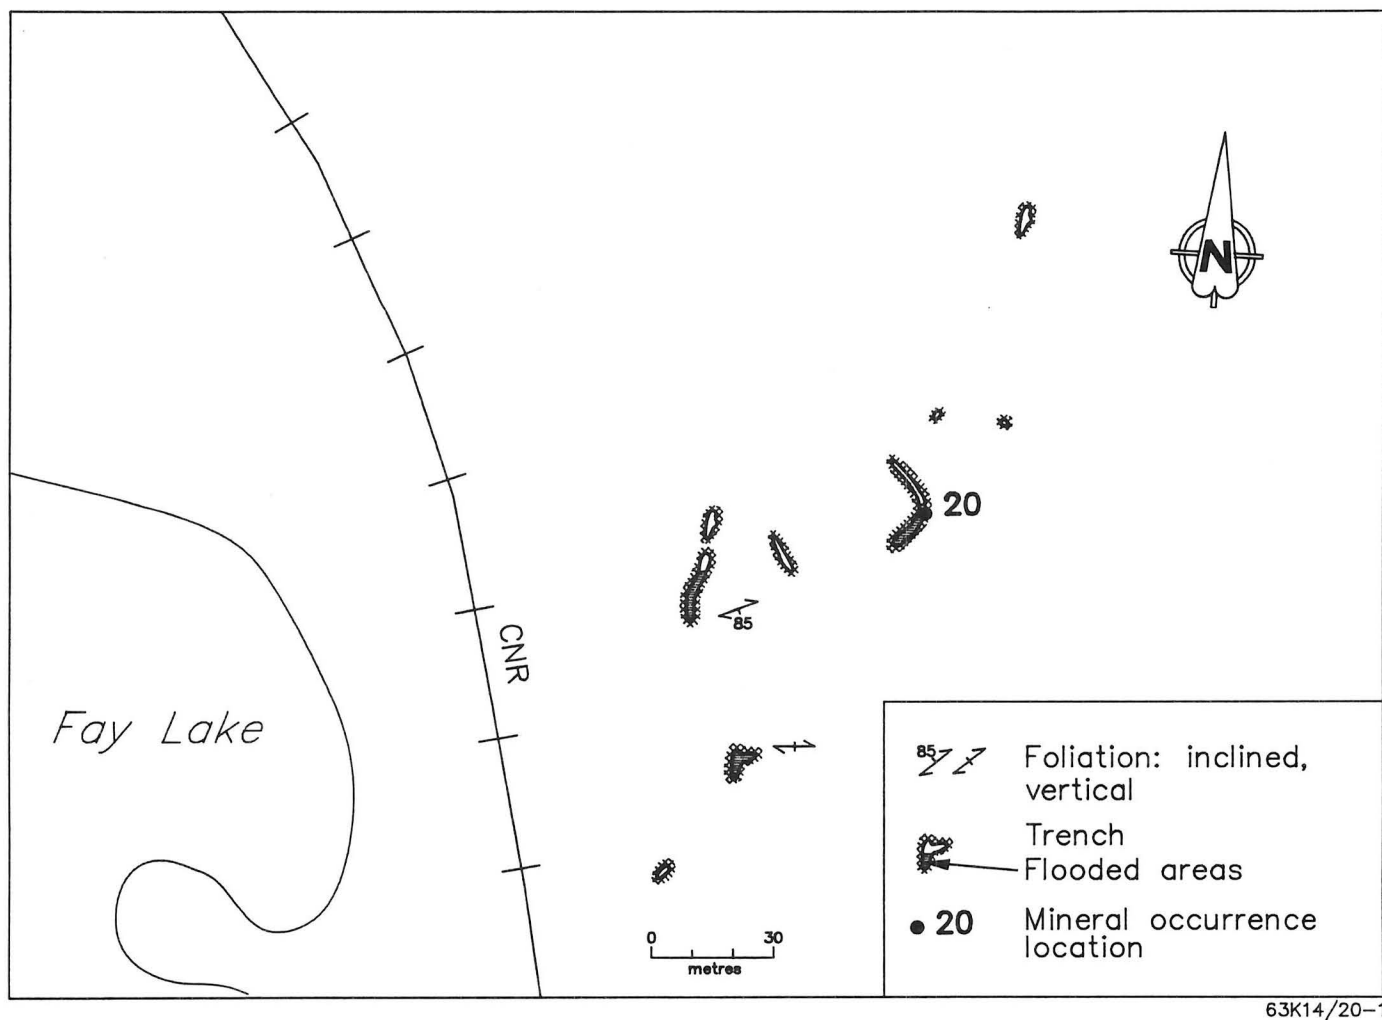 N
20
85
CNR
Fay Lake
85
Foliation: inclined,
vertical
Trench
Flooded areas
20
Mineral occurrence
location
0 30
metres
63K14/20-1